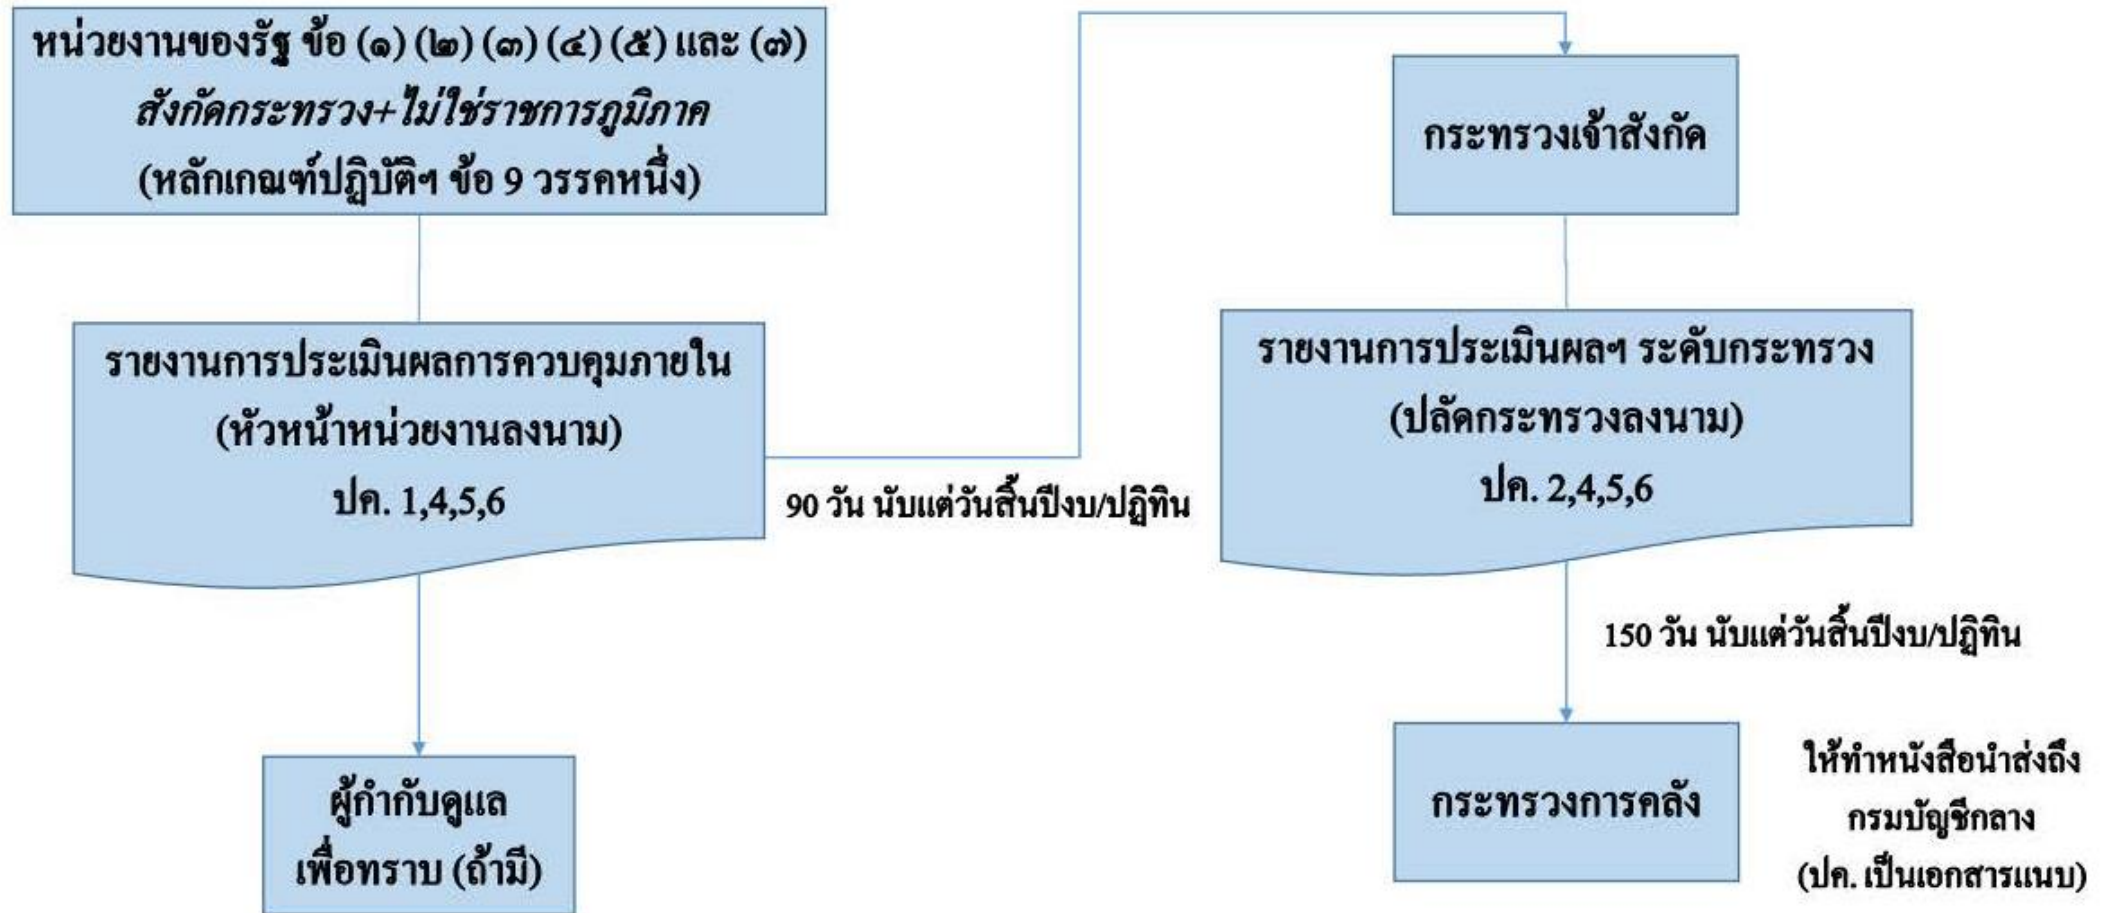 หน่วยงานของรัฐ ข้อ (๑) (๒) (๓) (๔) (๕) และ (๗)
สังกัดกระทรวง+ไม่ใช่ราชการภูมิภาค
(หลักเกณฑ์ปฏิบัติฯ ข้อ 9 วรรคหนึ่ง)
รายงานการประเมินผลการควบคุมภายใน
(หัวหน้าหน่วยงานลงนาม)
ปค. 1,4,5,6
90 วัน นับแต่วันสิ้นปีงบ/ปฏิทิน
ผู้กำกับดูแล
เพื่อทราบ (ถ้ามี)
กระทรวงเจ้าสังกัด
รายงานการประเมินผลฯ ระดับกระทรวง
(ปลัดกระทรวงลงนาม)
ปค. 2,4,5,6
150 วัน นับแต่วันสิ้นปีงบ/ปฏิทิน
กระทรวงการคลัง
ให้ทำหนังสือนำส่งถึง
กรมบัญชีกลาง
(ปค. เป็นเอกสารแนบ)